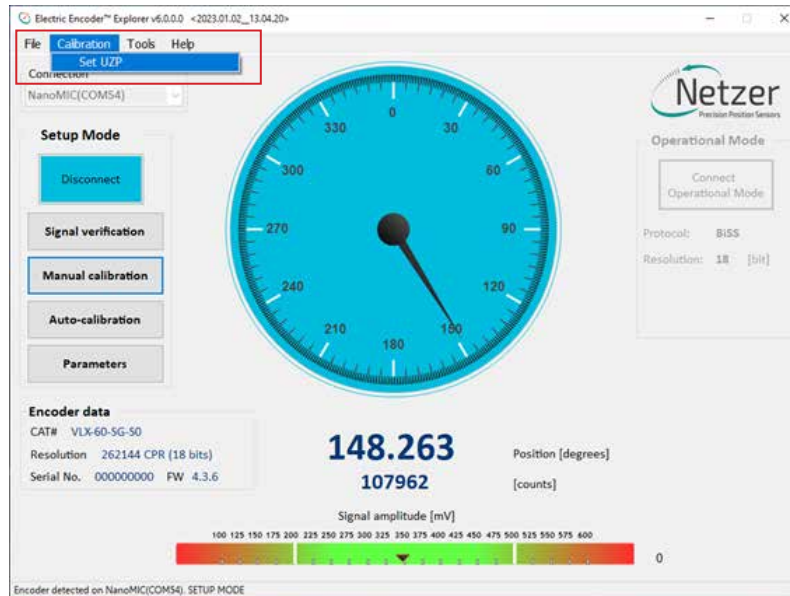 Electric Encoder™ Explorer v6.0.0.0 <2023.01.02__13.04.20>
File Calibration Tools Help
Set UZP
Connection
NanoMIC(COM54)
Netzer
Precision Position Sensors
Setup Mode
Disconnect
Signal verification
Manual calibration
Auto-calibration
Parameters
0
30
60
90
120
150
180
210
240
270
300
330
Operational Mode
Connect
Operational Mode
Protocol: BiSS
Resolution: 18 [bit]
Encoder data
CAT# VLX-60-SG-S0
Resolution 262144 CPR (18 bits)
Serial No. 000000000 FW 4.3.6
148.263 Position [degrees]
107962 [counts]
Signal amplitude [mV]
100 125 150 175 200 225 250 275 300 325 350 375 400 425 450 475 500 525 550 575 600
0
Encoder detected on NanoMIC(COM54). SETUP MODE